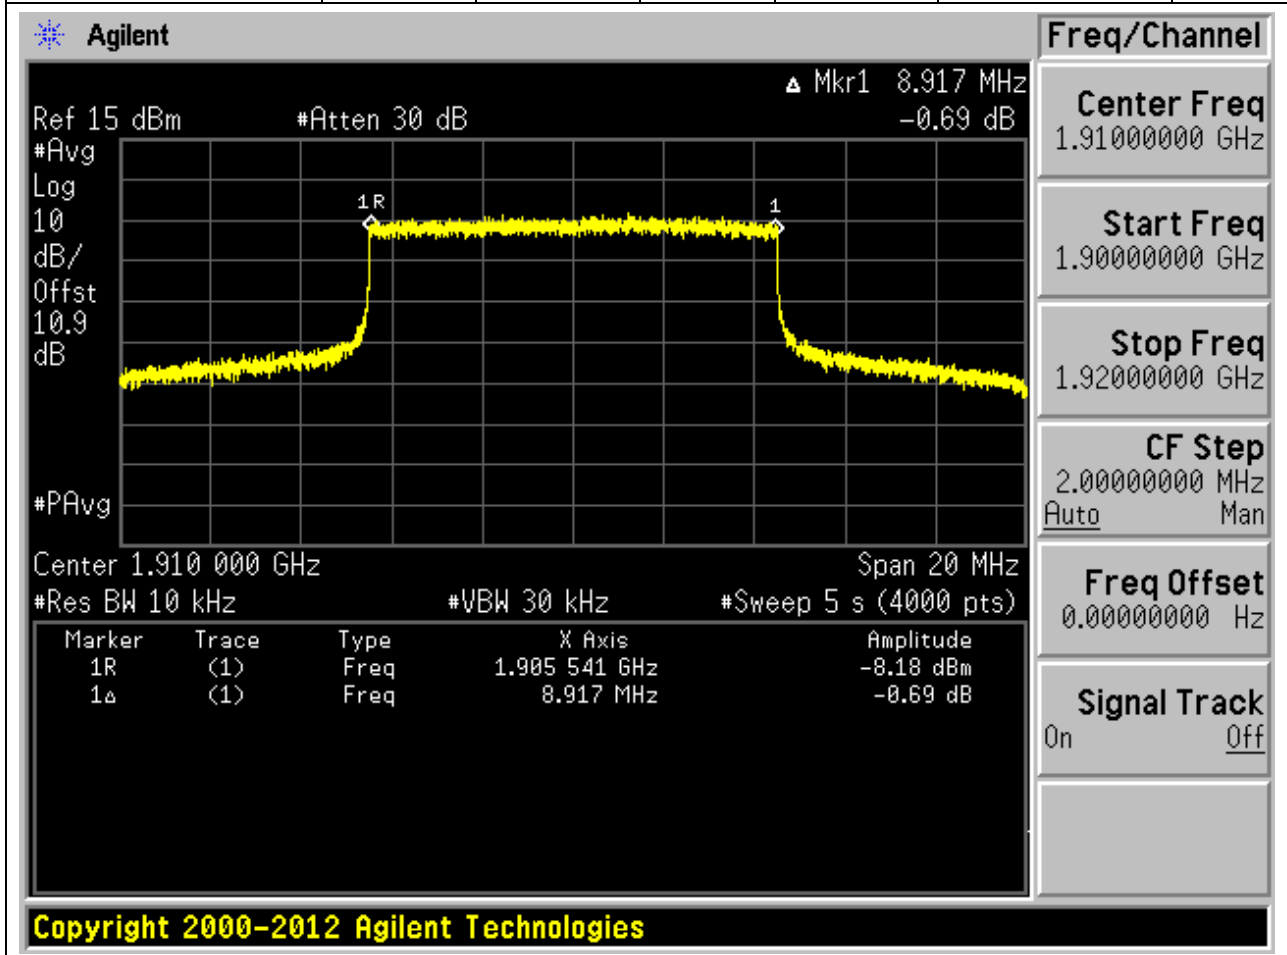 Agilent
Freq/Channel
Δ Mkr1 8.917 MHz
Ref 15 dBm #Atten 30 dB -0.69 dB
#Avg
Log
10
dB/
Offst
10.9
dB
#PAvg
1R
1
Center 1.910 000 GHz Span 20 MHz
#Res BW 10 kHz #VBW 30 kHz #Sweep 5 s (4000 pts)
Marker Trace Type X Axis Amplitude
1R (1) Freq 1.905 541 GHz -8.18 dBm
1Δ (1) Freq 8.917 MHz -0.69 dB
Center Freq
1.91000000 GHz
Start Freq
1.90000000 GHz
Stop Freq
1.92000000 GHz
CF Step
2.00000000 MHz
Auto Man
Freq Offset
0.00000000 Hz
Signal Track
On Off
Copyright 2000-2012 Agilent Technologies